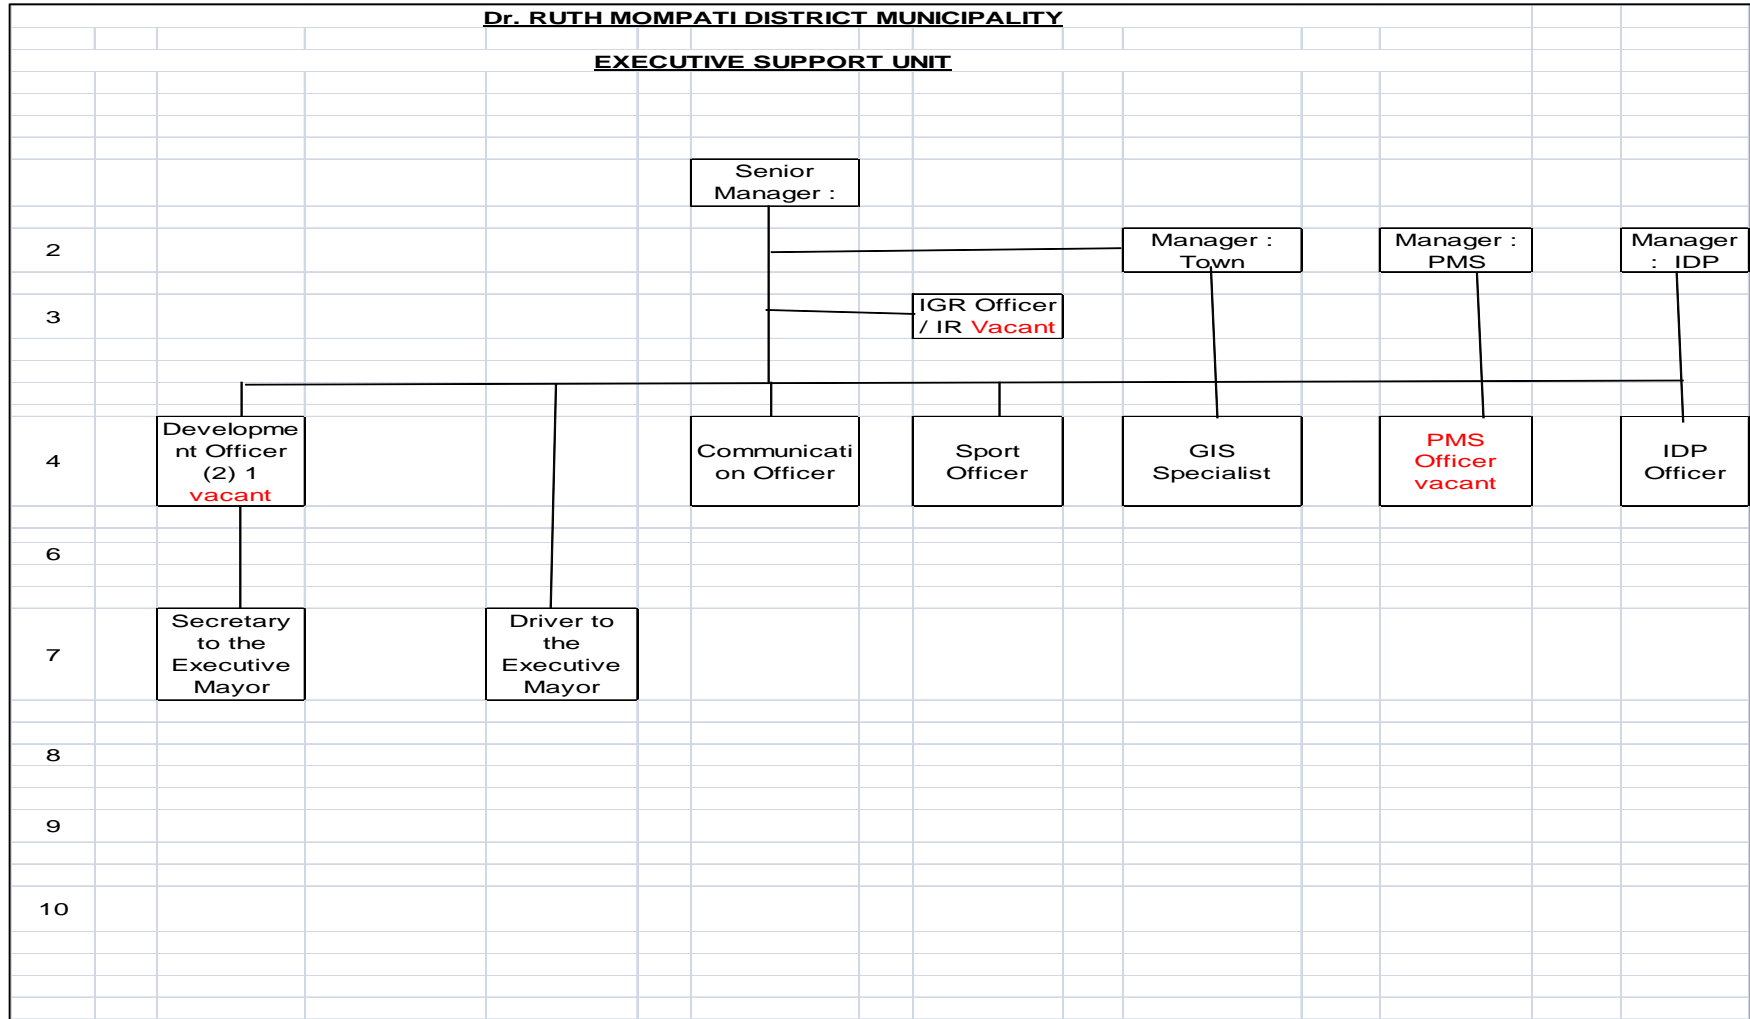 Dr. RUTH MOMPATI DISTRICT MUNICIPALITY
EXECUTIVE SUPPORT UNIT
Senior
Manager :
2
Manager :
Town
Manager :
PMS
Manager
: IDP
3
IGR Officer
/ IR Vacant
4
Developme
nt Officer
(2) 1
vacant
Communicati
on Officer
Sport
Officer
GIS
Specialist
PMS
Officer
vacant
IDP
Officer
6
7
Secretary
to the
Executive
Mayor
Driver to
the
Executive
Mayor
8
9
10